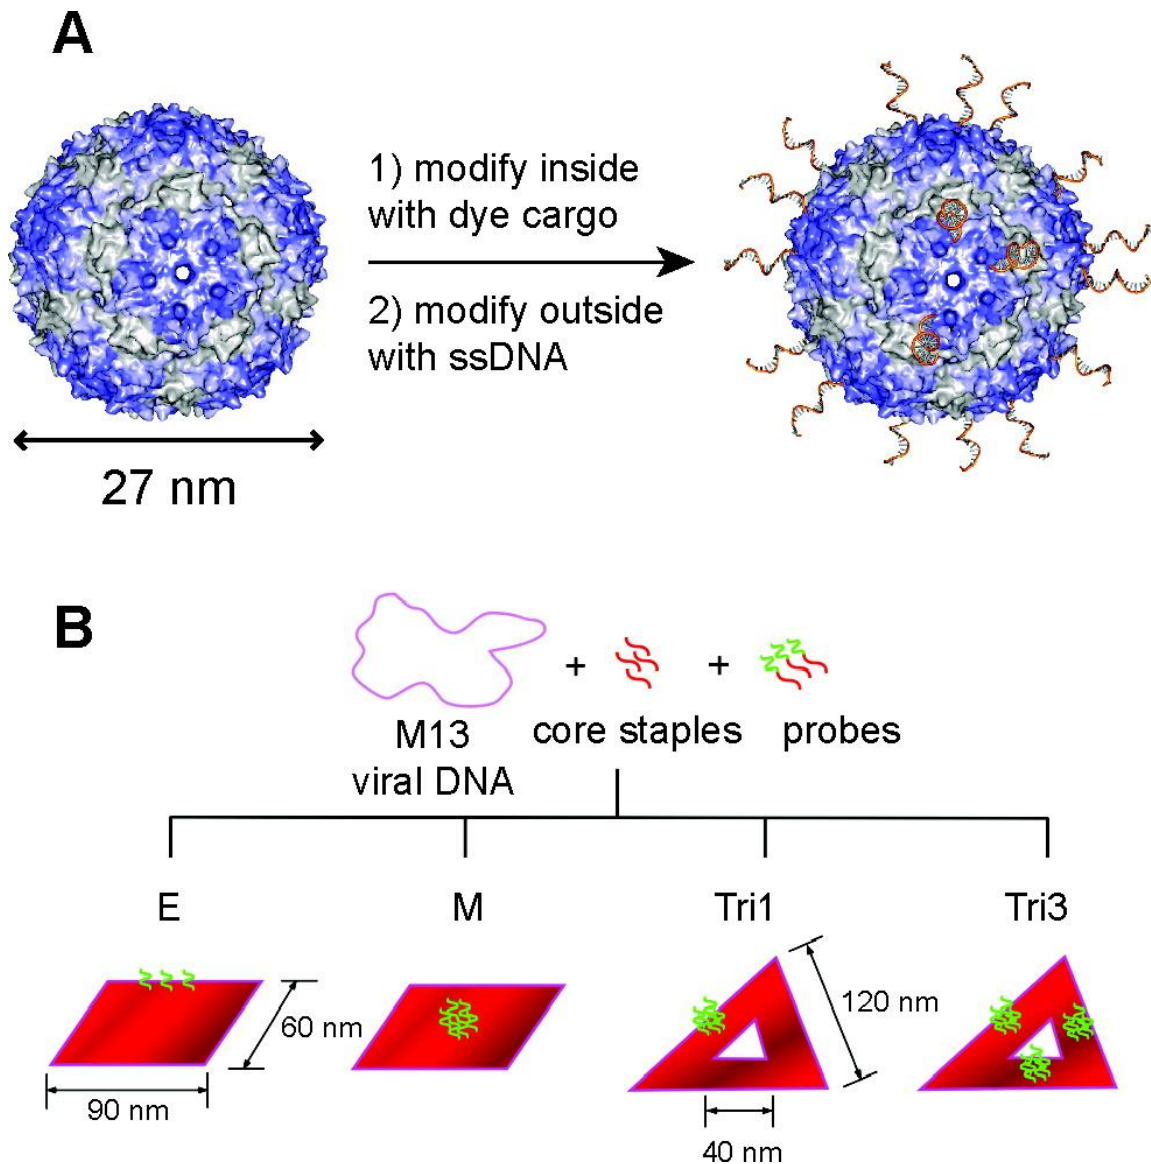 A
1) modify inside
with dye cargo
2) modify outside
with ssDNA
27 nm
B
+ +
M13
viral DNA
core staples
probes
E M Tri1 Tri3
60 nm
90 nm
120 nm
40 nm